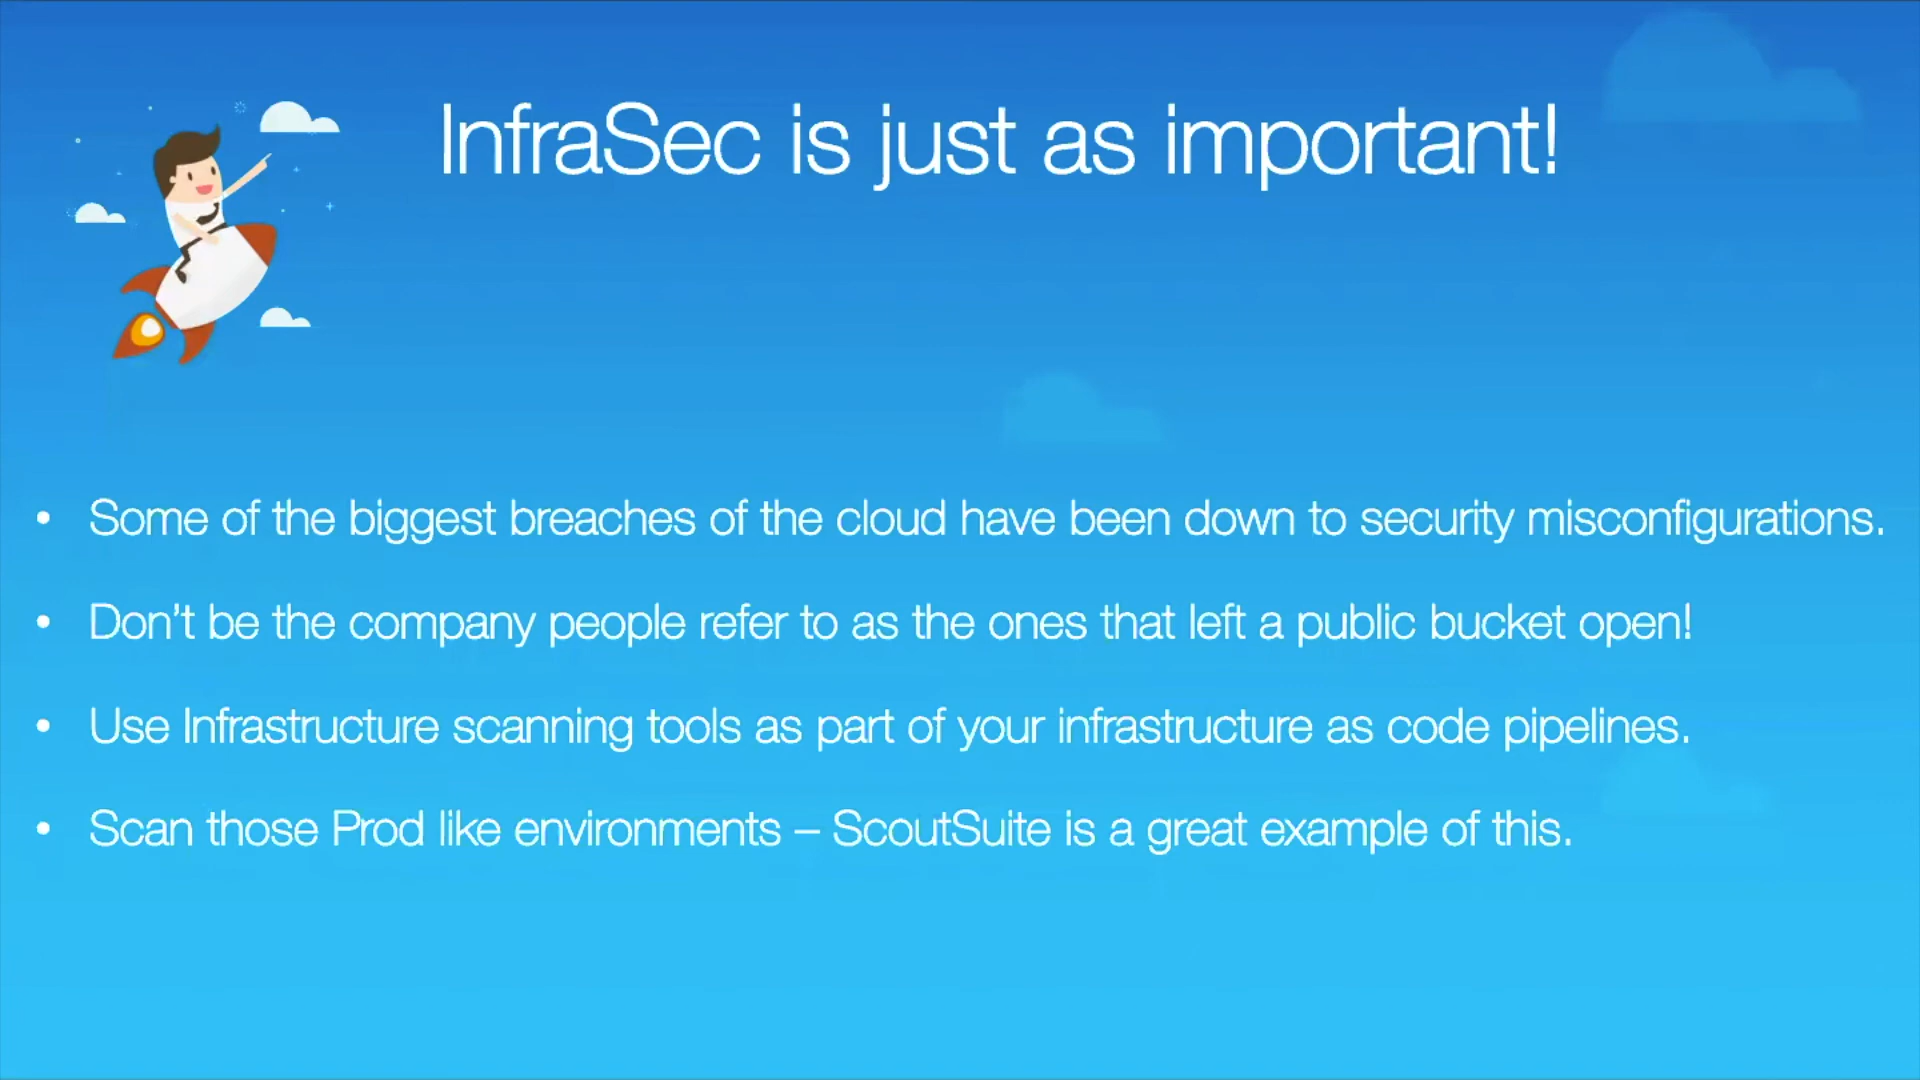 InfraSec is just as important!
• Some of the biggest breaches of the cloud have been down to security misconfigurations.
• Don’t be the company people refer to as the ones that left a public bucket open!
• Use Infrastructure scanning tools as part of your infrastructure as code pipelines.
• Scan those Prod like environments – ScoutSuite is a great example of this.